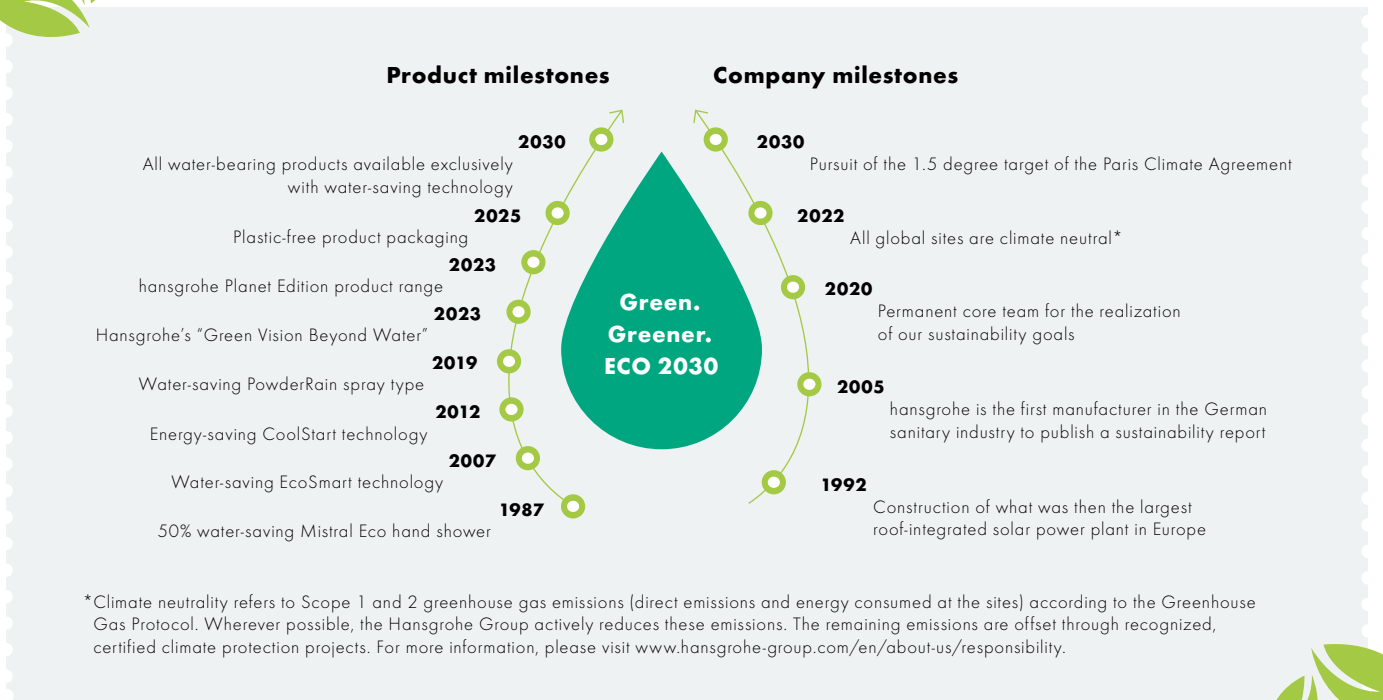 Product milestones
2030
All water-bearing products available exclusively
with water-saving technology
2025
Plastic-free product packaging
2023
hansgrohe Planet Edition product range
2023
Hansgrohe’s “Green Vision Beyond Water”
2019
Water-saving PowderRain spray type
2012
Energy-saving CoolStart technology
2007
Water-saving EcoSmart technology
1987
50% water-saving Mistral Eco hand shower
Green.
Greener.
ECO 2030
Company milestones
2030
Pursuit of the 1.5 degree target of the Paris Climate Agreement
2022
All global sites are climate neutral*
2020
Permanent core team for the realization
of our sustainability goals
2005
hansgrohe is the first manufacturer in the German
sanitary industry to publish a sustainability report
1992
Construction of what was then the largest
roof-integrated solar power plant in Europe
*Climate neutrality refers to Scope 1 and 2 greenhouse gas emissions (direct emissions and energy consumed at the sites) according to the Greenhouse
Gas Protocol. Wherever possible, the Hansgrohe Group actively reduces these emissions. The remaining emissions are offset through recognized,
certified climate protection projects. For more information, please visit www.hansgrohe-group.com/en/about-us/responsibility.